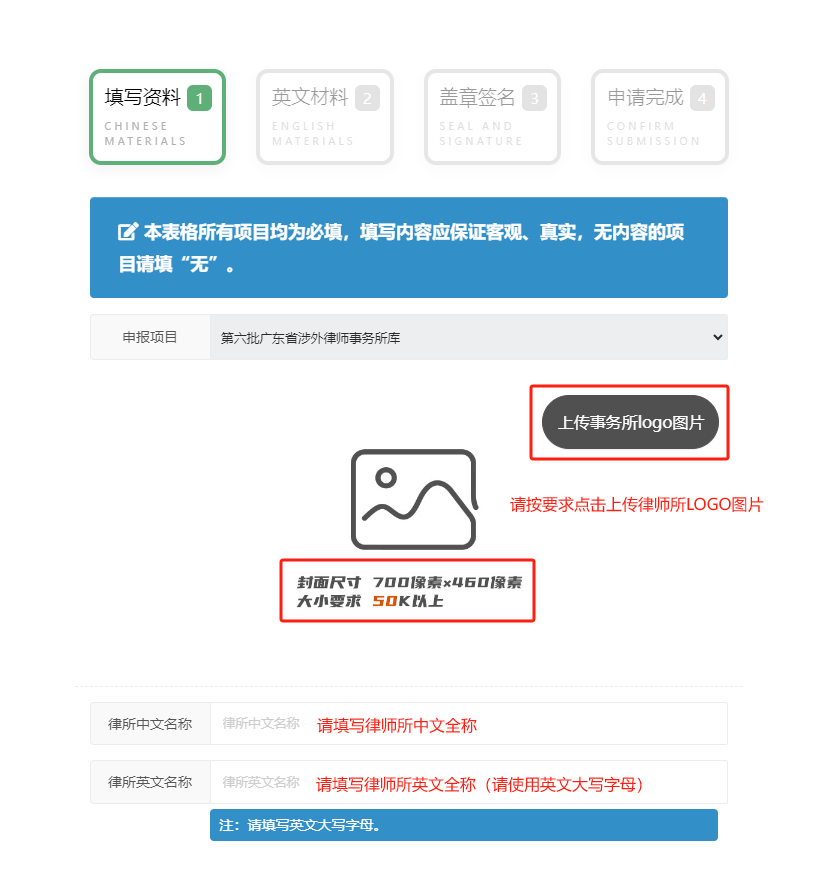 填写资料 1
CHINESE
MATERIALS
英文材料 2
ENGLISH
MATERIALS
盖章签名 3
SEAL AND
SIGNATURE
申请完成 4
CONFIRM
SUBMISSION
本表格所有项目均为必填，填写内容应保证客观、真实，无内容的项
目请填“无”。
申报项目 第六批广东省涉外律师事务所库
上传事务所logo图片
请按要求点击上传律师所LOGO图片
封面尺寸 700像素×460像素
大小要求 50K以上
律所中文名称 律所中文名称 请填写律师所中文全称
律所英文名称 律所英文名称 请填写律师所英文全称（请使用英文大写字母）
注：请填写英文大写字母。